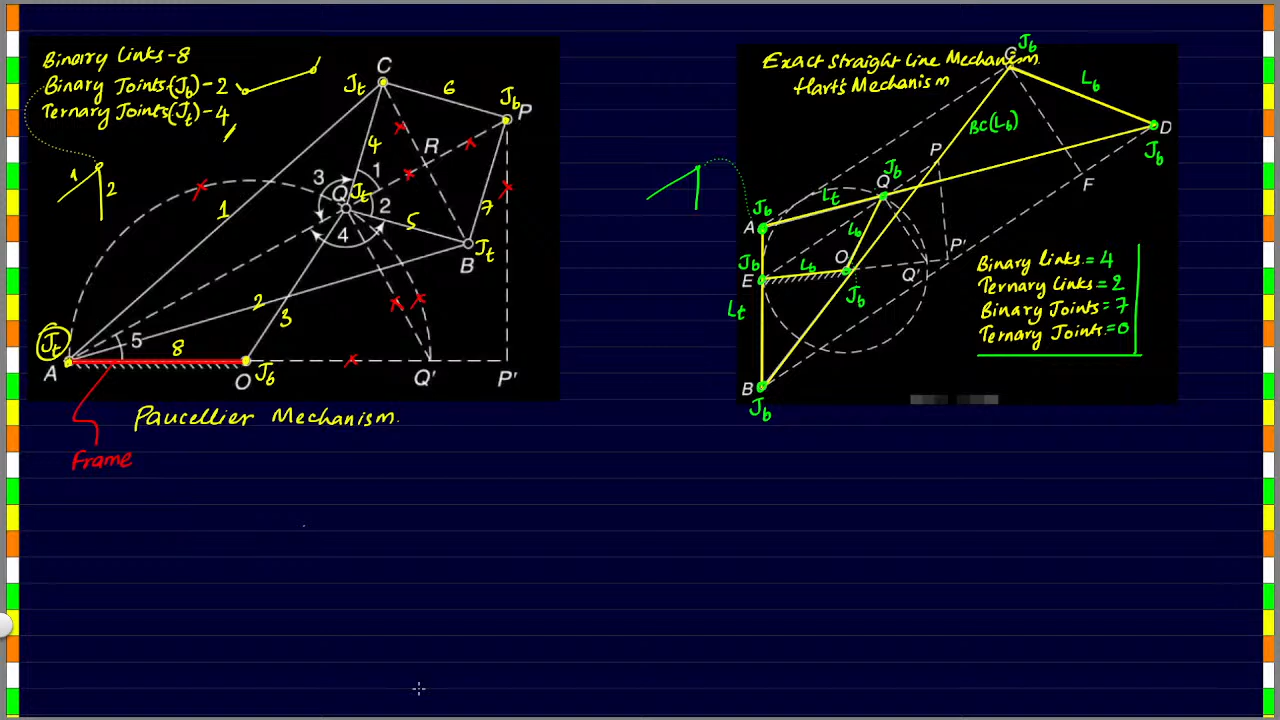 Binary Links-8
Binary Joints(Jb)-2
Ternary Joints(Jt)-4
1
2
C
Jt
6
Jb
P
4
R
3
1
Q
Jt
2
1
5
7
4
Jt
B
2
3
Jt
5
8
A
O
Jb
Q'
P'
Paucellier Mechanism.
Frame
Exact Straight Line Mechanism.
Hart's Mechanism
C
Jb
Lb
BC(Lb)
D
Jb
P
Jb
Q
Lt
F
Jb
A
Lb
P'
Jb
E
Lb
O
Q'
Jb
Lt
B
Jb
Binary links = 4
Ternary Links = 2
Binary Joints = 7
Ternary Joints = 0